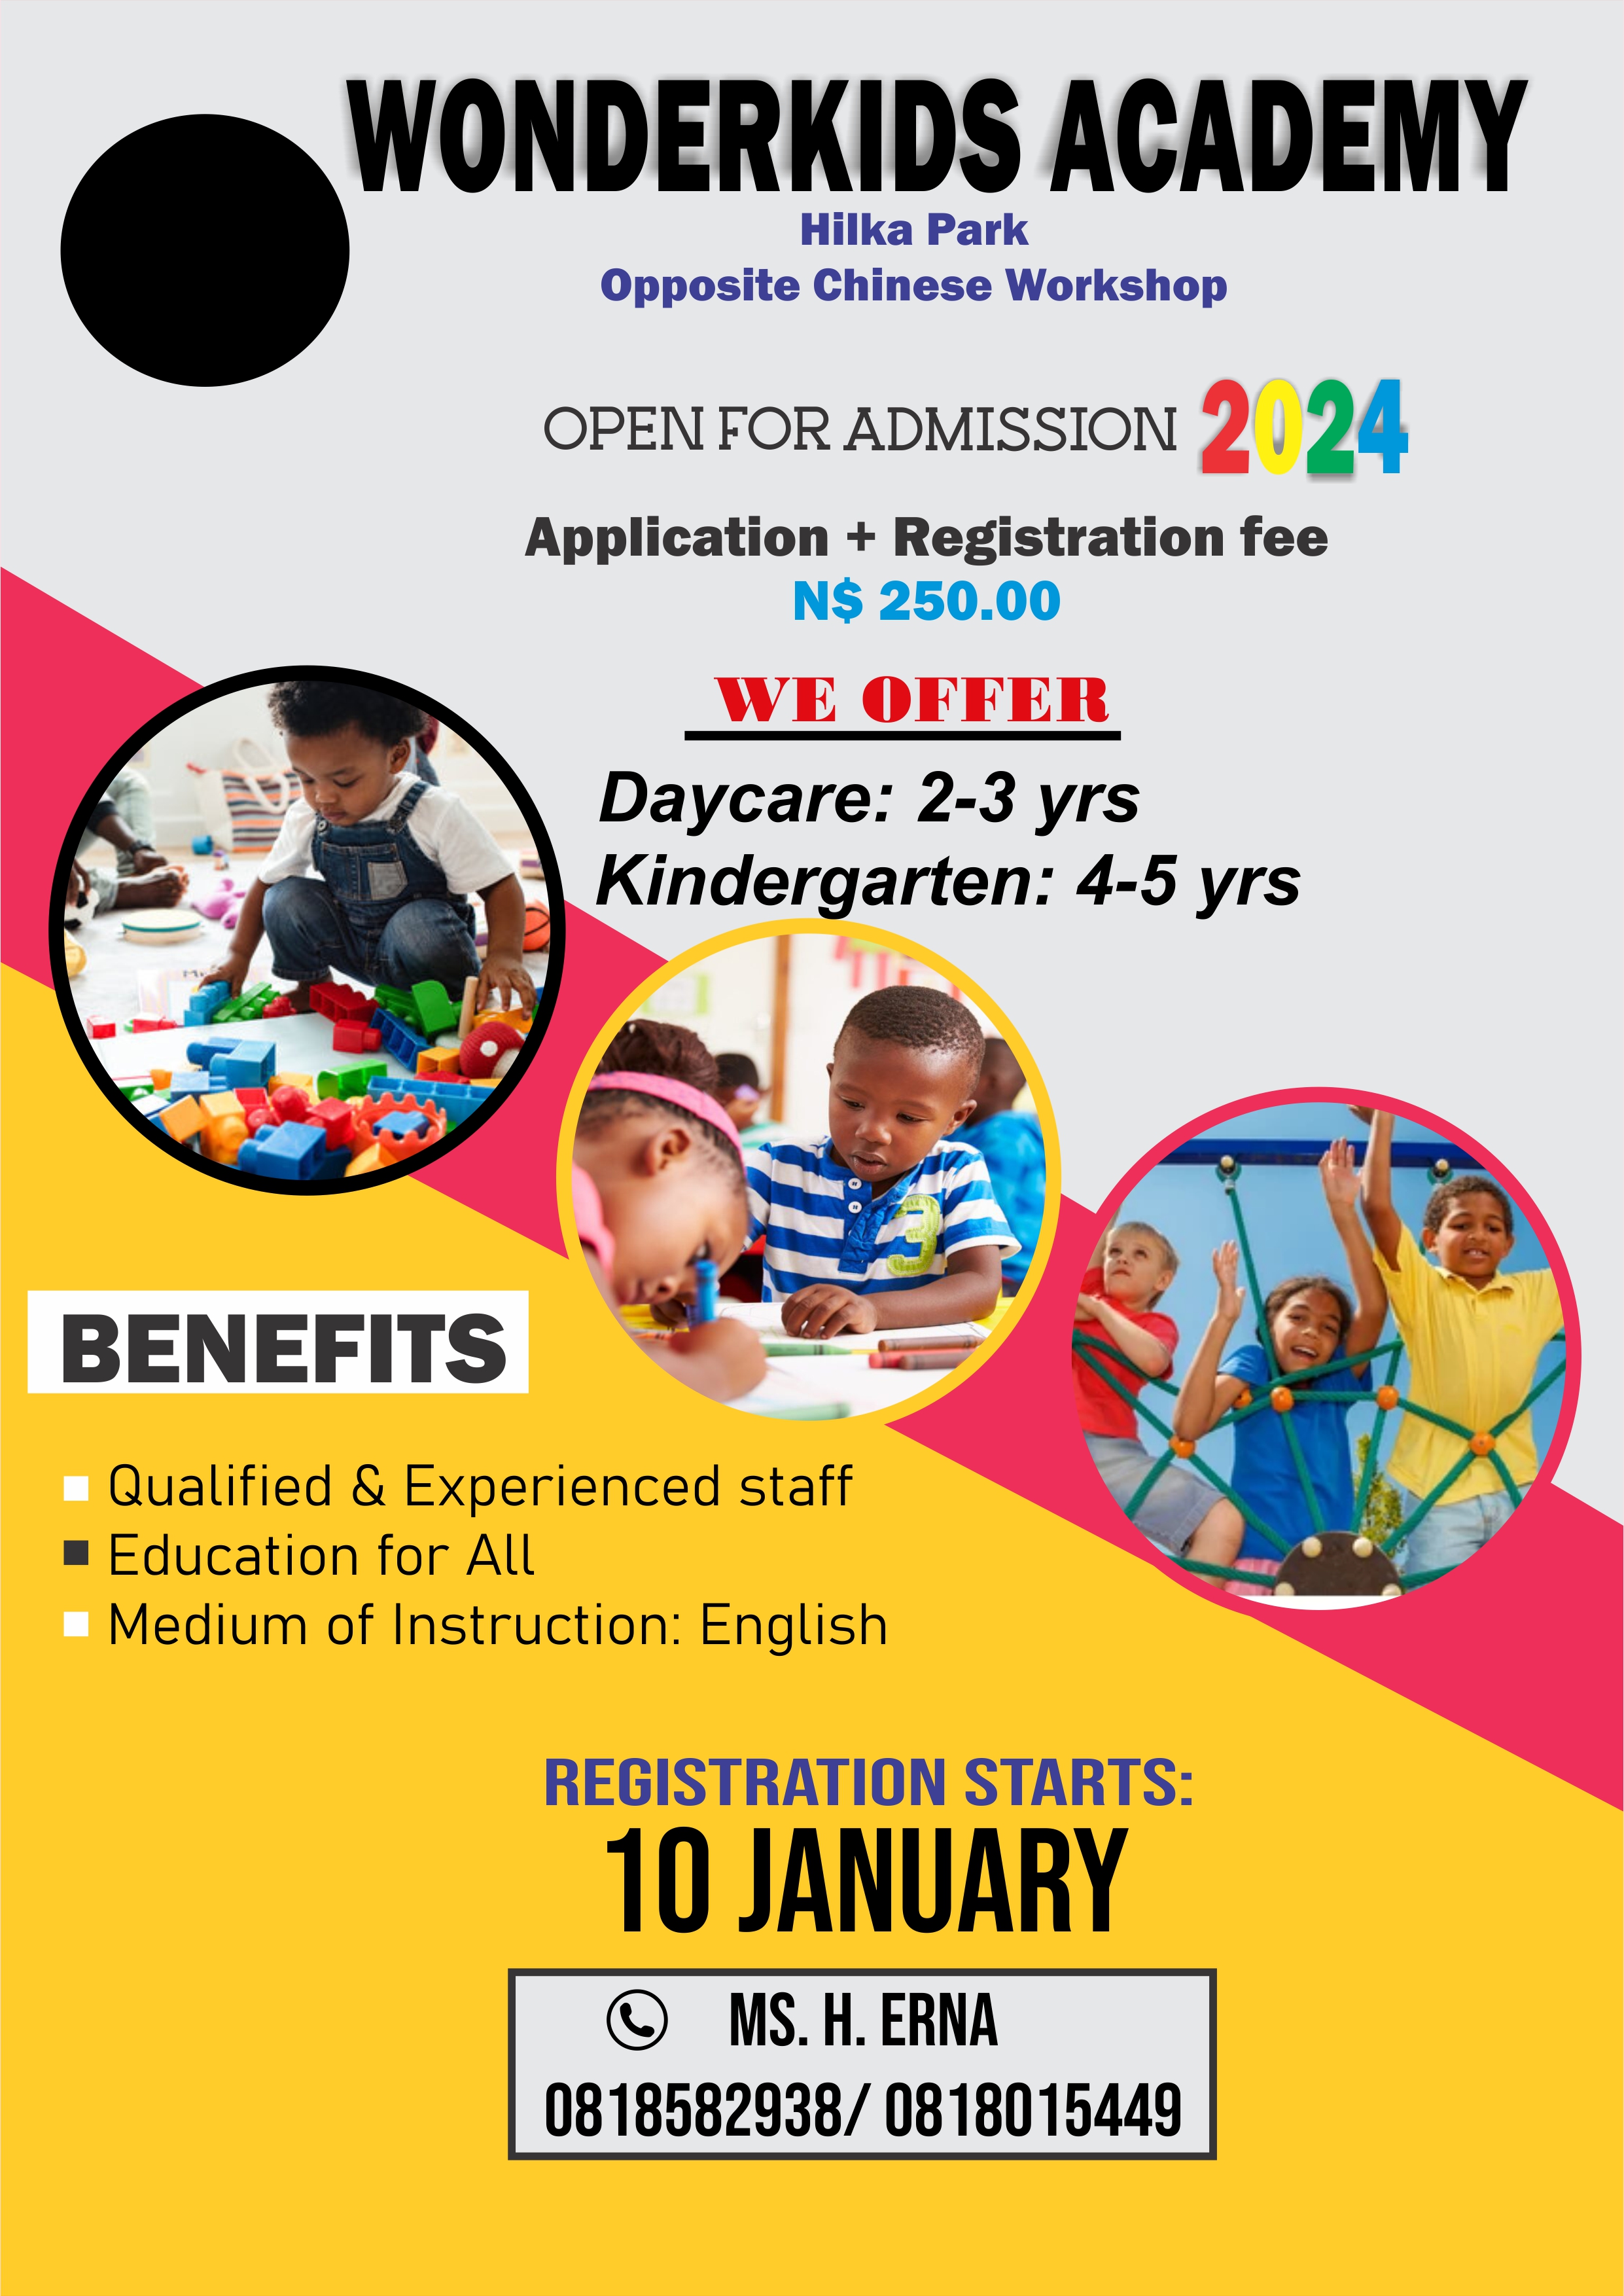 WONDERKIDS ACADEMY
Hilka Park
Opposite Chinese Workshop
OPEN FOR ADMISSION 2024
Application + Registration fee
N$ 250.00
WE OFFER
Daycare: 2-3 yrs
Kindergarten: 4-5 yrs
3
BENEFITS
Qualified & Experienced staff
Education for All
Medium of Instruction: English
REGISTRATION STARTS:
10 JANUARY
MS. H. ERNA
0818582938/ 0818015449